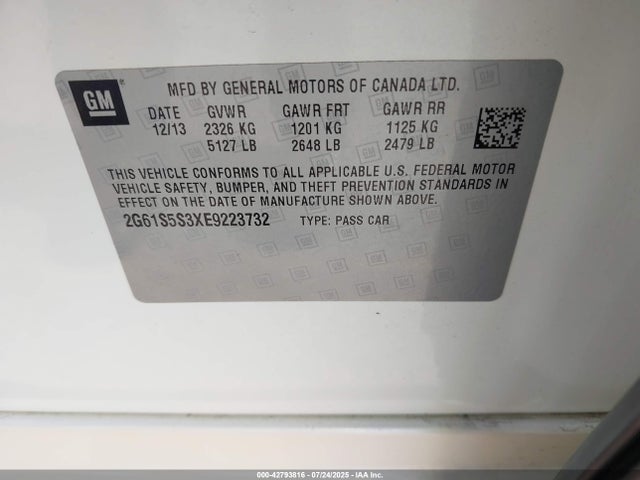 GM
MFD BY GENERAL MOTORS OF CANADA LTD.
DATE GVWR GAWR FRT GAWR RR
12/13 2326 KG 1201 KG 1125 KG
5127 LB 2648 LB 2479 LB
THIS VEHICLE CONFORMS TO ALL APPLICABLE U.S. FEDERAL MOTOR
VEHICLE SAFETY, BUMPER, AND THEFT PREVENTION STANDARDS IN
EFFECT ON THE DATE OF MANUFACTURE SHOWN ABOVE.
2G61S5S3XE9223732 TYPE: PASS CAR
000-42793816 - 07/24/2025 - IAA Inc.